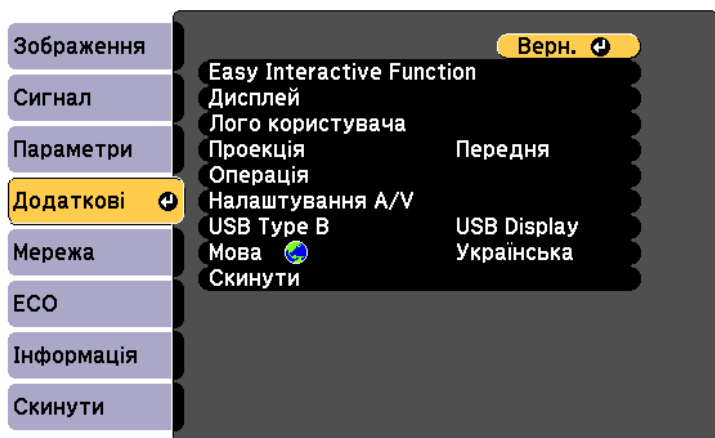 Зображення
Сигнал
Параметри
Додаткові
Мережа
ECO
Інформація
Скинути
Верн.
Easy Interactive Function
Дисплей
Лого користувача
Проекція Передня
Операція
Налаштування A/V
USB Type B USB Display
Мова Українська
Скинути